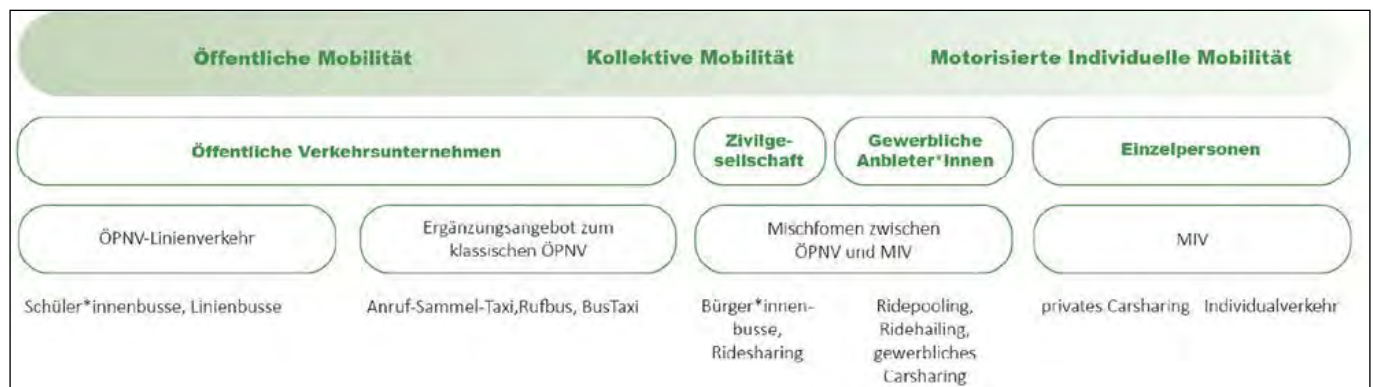 Öffentliche Mobilität
Kollektive Mobilität
Motorisierte Individuelle Mobilität
Öffentliche Verkehrsunternehmen
Zivilge-
sellschaft
Gewerbliche
Anbieter*innen
Einzelpersonen
ÖPNV-Linienverkehr
Ergänzungsangebot zum
klassischen ÖPNV
Mischfomen zwischen
ÖPNV und MIV
MIV
Schüler*innenbusse, Linienbusse
Anruf-Sammel-Taxi,Rufbus, BusTaxi
Bürger*innen-
busse,
Ridesharing
Ridepooling,
Ridehailing,
gewerbliches
Carsharing
privates Carsharing
Individualverkehr